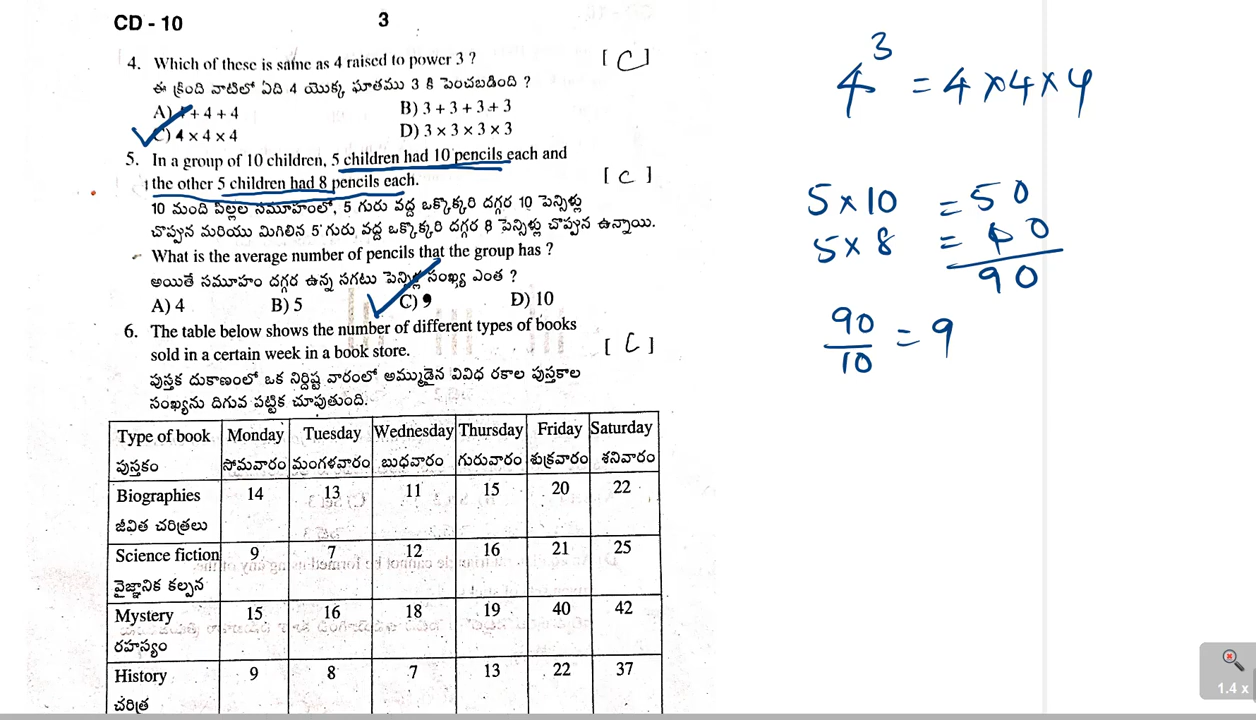 CD - 10
3
4. Which of these is same as 4 raised to power 3 ? [ C ]
ఈ క్రింది వాటిలో ఏది 4 యొక్క ఘాతము 3 కి పెంచబడింది ?
A) 4 + 4 + 4 B) 3 + 3 + 3 + 3
C) 4 × 4 × 4 D) 3 × 3 × 3 × 3
5. In a group of 10 children, 5 children had 10 pencils each and
the other 5 children had 8 pencils each. [ C ]
10 మంది పిల్లల సమూహంలో, 5 గురు వద్ద ఒక్కొక్కరి దగ్గర 10 పెన్సిళ్లు
చొప్పున మరియు మిగిలిన 5 గురు వద్ద ఒక్కొక్కరి దగ్గర 8 పెన్సిళ్లు చొప్పున ఉన్నాయి.
What is the average number of pencils that the group has ?
అయితే సమూహం దగ్గర ఉన్న సగటు పెన్సిళ్ల సంఖ్య ఎంత ?
A) 4 B) 5 C) 9 D) 10
6. The table below shows the number of different types of books
sold in a certain week in a book store. [ C ]
పుస్తక దుకాణంలో ఒక నిర్దిష్ట వారంలో అమ్ముడైన వివిధ రకాల పుస్తకాల
సంఖ్యను దిగువ పట్టిక చూపుతుంది.
Type of book Monday Tuesday Wednesday Thursday Friday Saturday
పుస్తకం సోమవారం మంగళవారం బుధవారం గురువారం శుక్రవారం శనివారం
Biographies 14 13 11 15 20 22
జీవిత చరిత్రలు
Science fiction 9 7 12 16 21 25
వైజ్ఞానిక కల్పన
Mystery 15 16 18 19 40 42
రహస్యం
History 9 8 7 13 22 37
చరిత్ర
4³ = 4 × 4 × 4
5 × 10 = 50
5 × 8 = 40
90
90
10 = 9
1.4 x